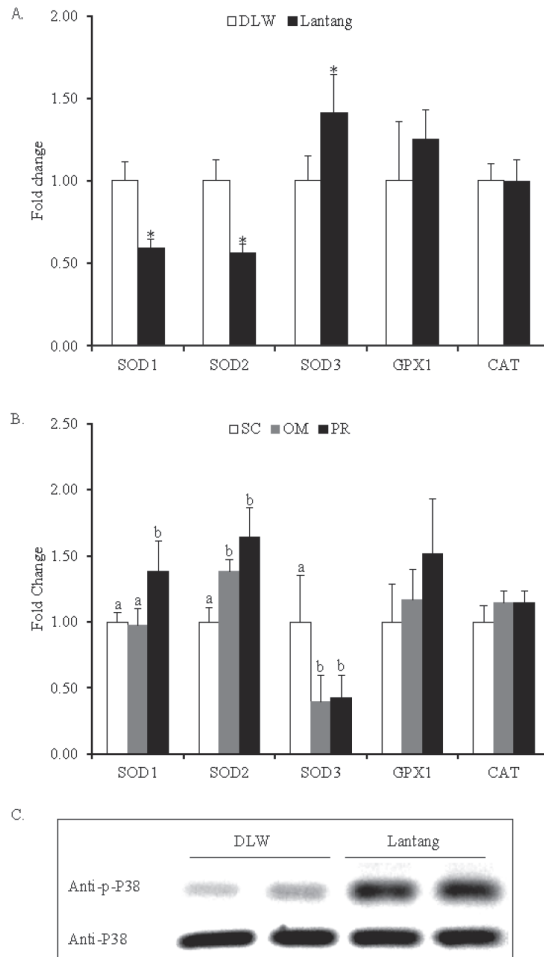 A.
DLW Lantang
2.00
1.50
1.00
0.50
0.00
Fold change
* * *
SOD1 SOD2 SOD3 GPX1 CAT
B.
SC OM PR
2.50
2.00
1.50
1.00
0.50
0.00
Fold Change
a a b a b b a b b
SOD1 SOD2 SOD3 GPX1 CAT
C.
DLW Lantang
Anti-p-P38
Anti-P38